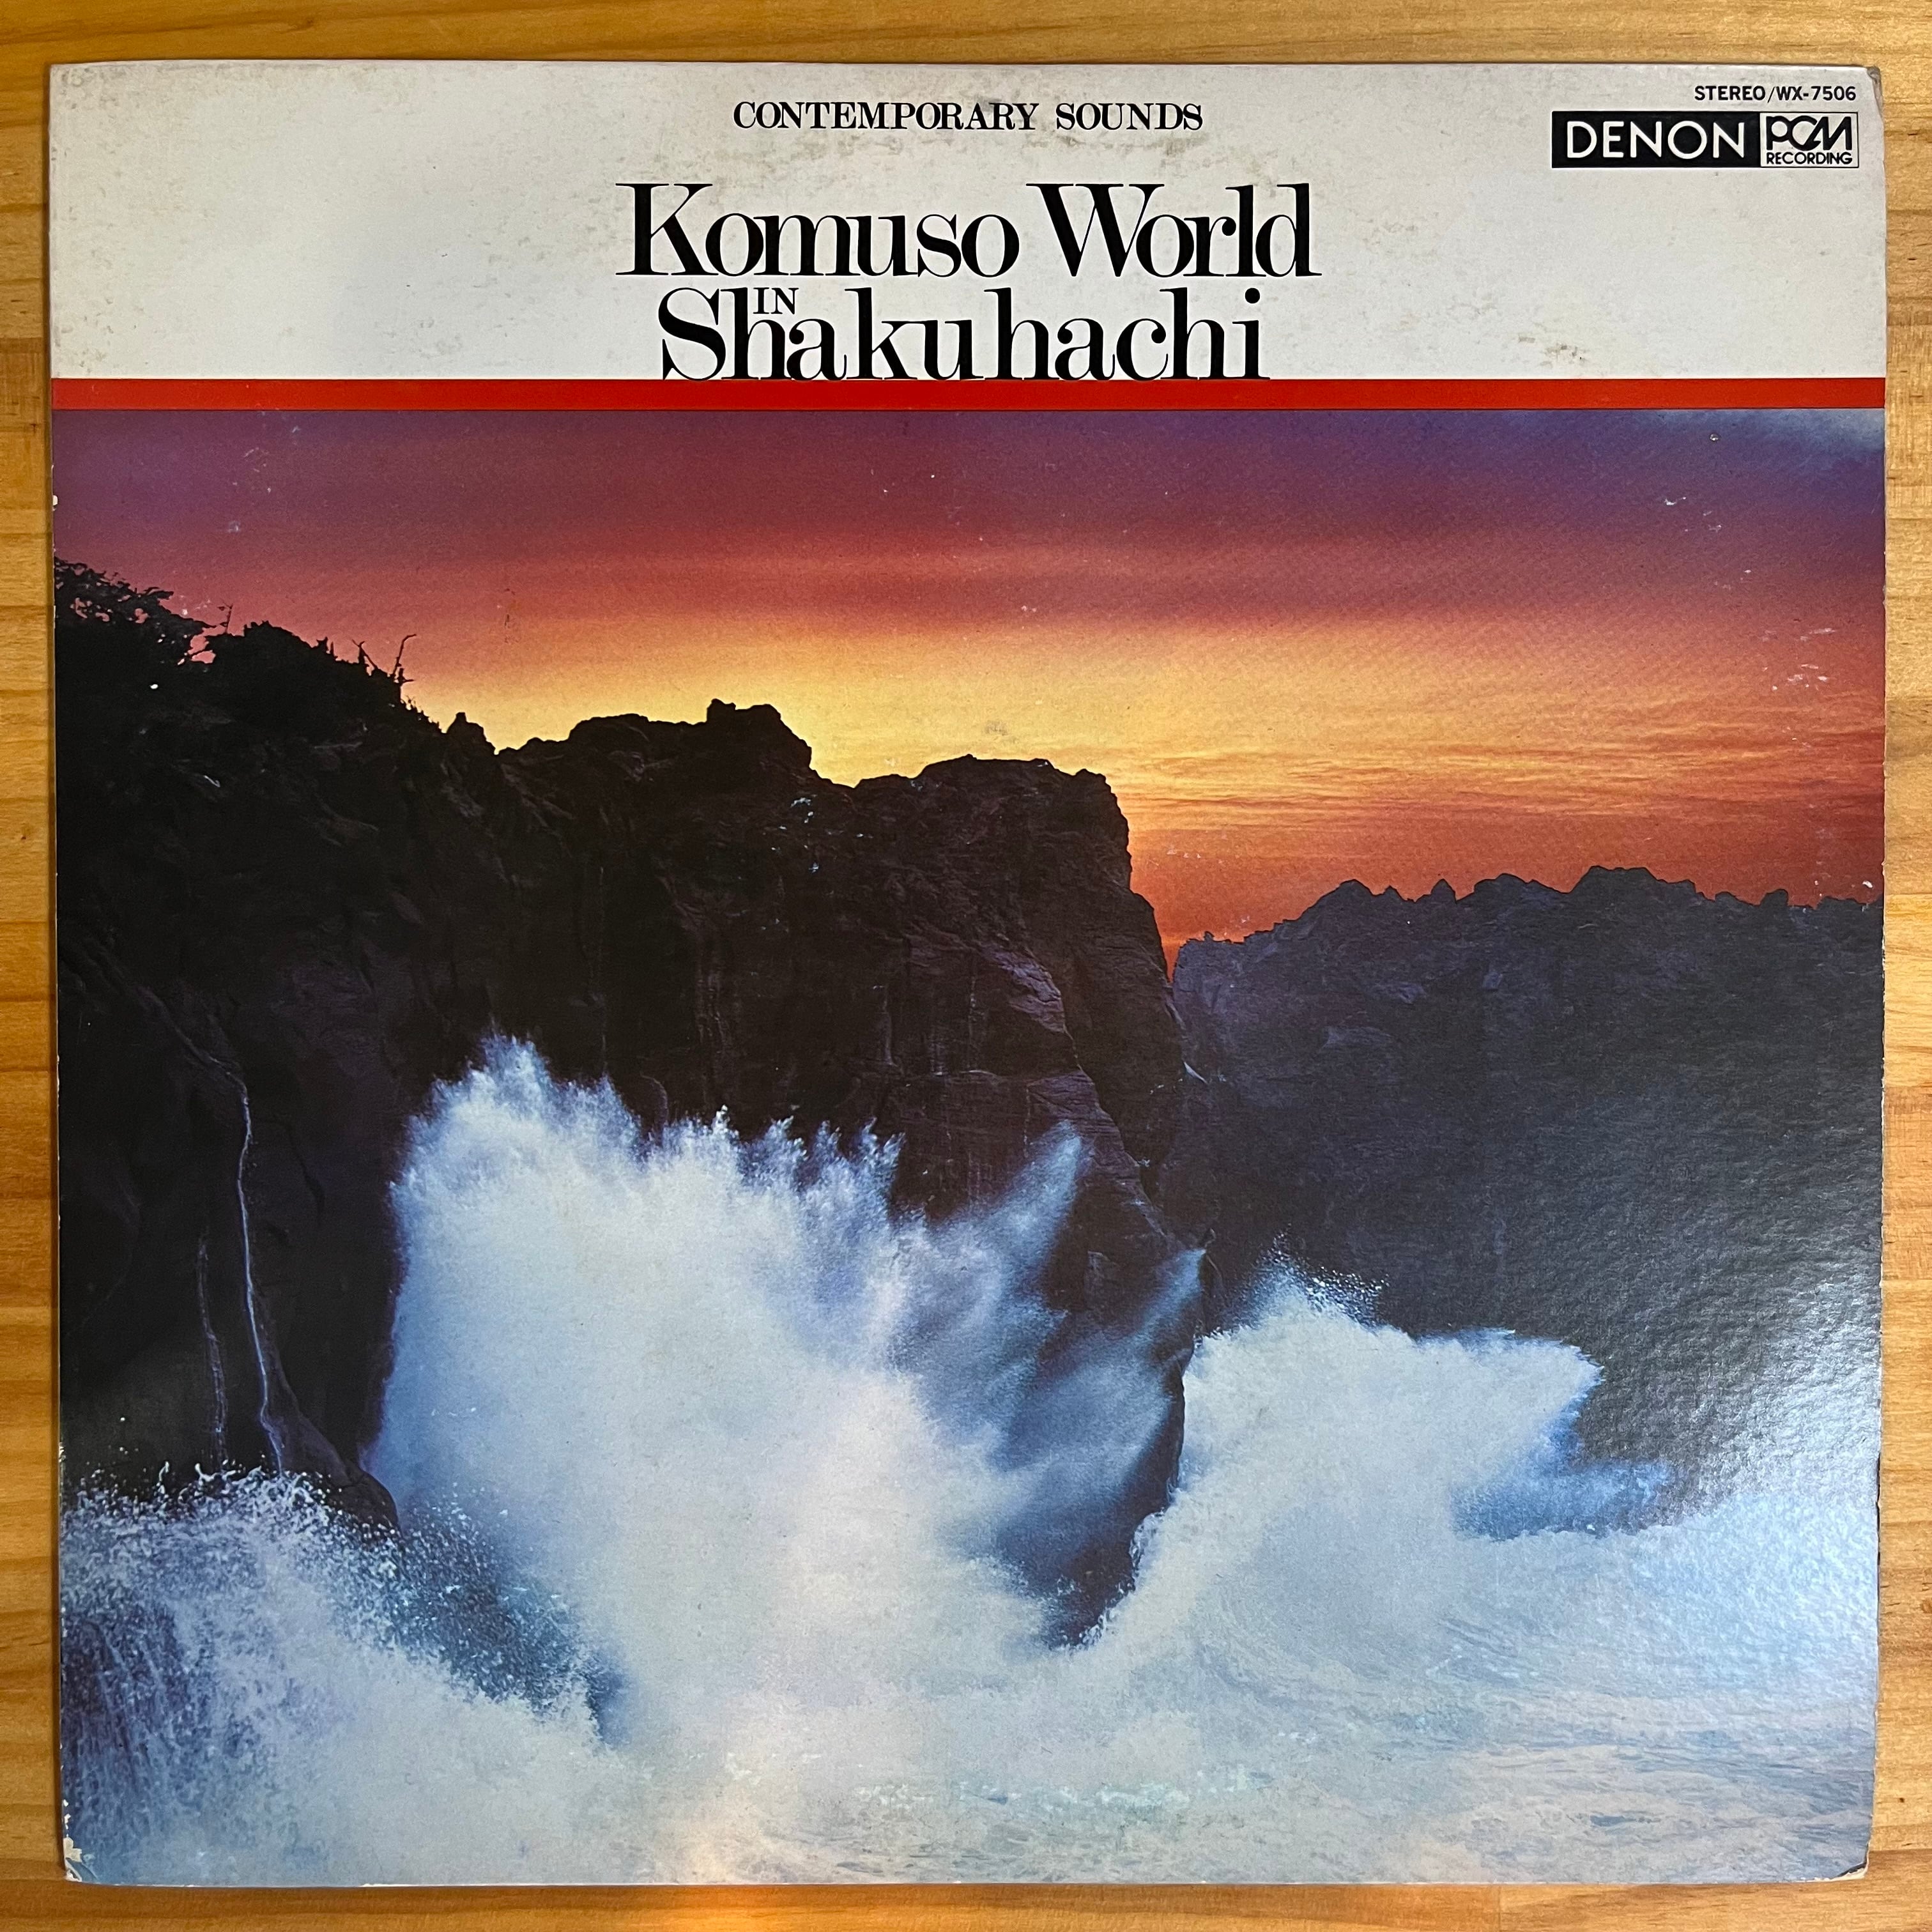 CONTEMPORARY SOUNDS
STEREO/WX-7506
DENON PCM
RECORDING
Komuso World
IN
Shakuhachi